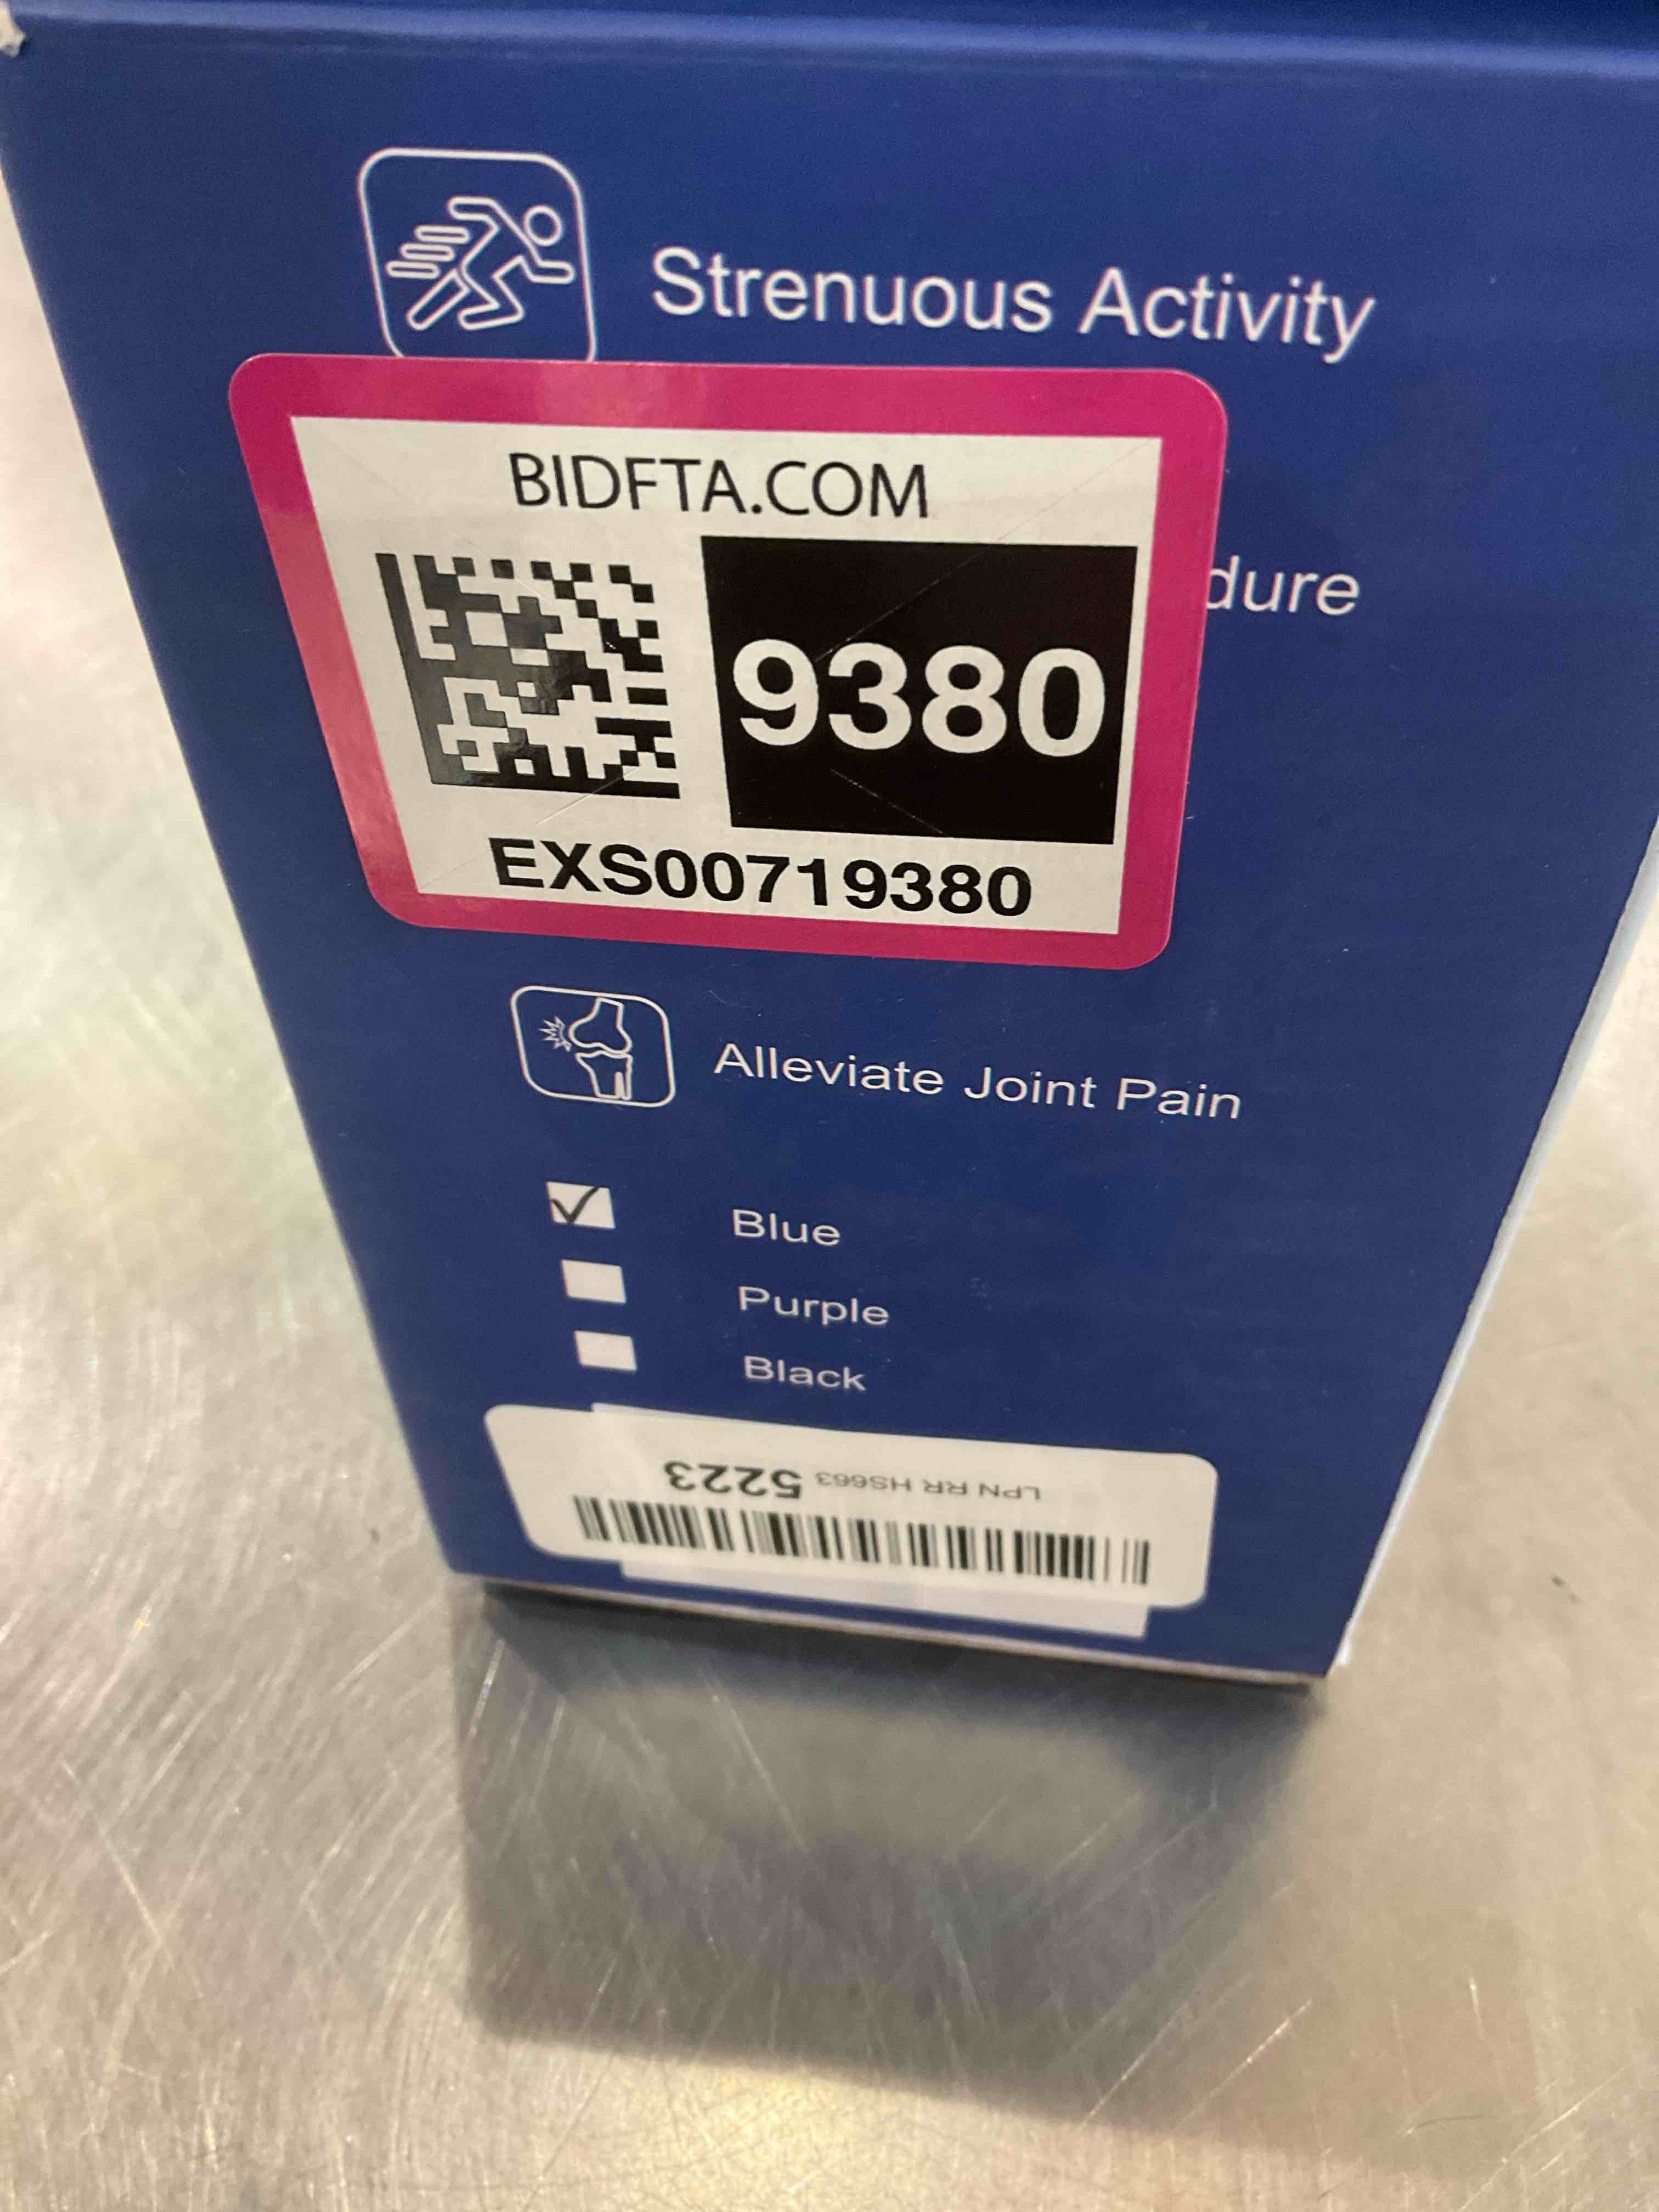 Strenuous Activity
BIDFTA.COM
9380
dure
EXS00719380
Alleviate Joint Pain
Blue
Purple
Black
LPN RR HS663 5223